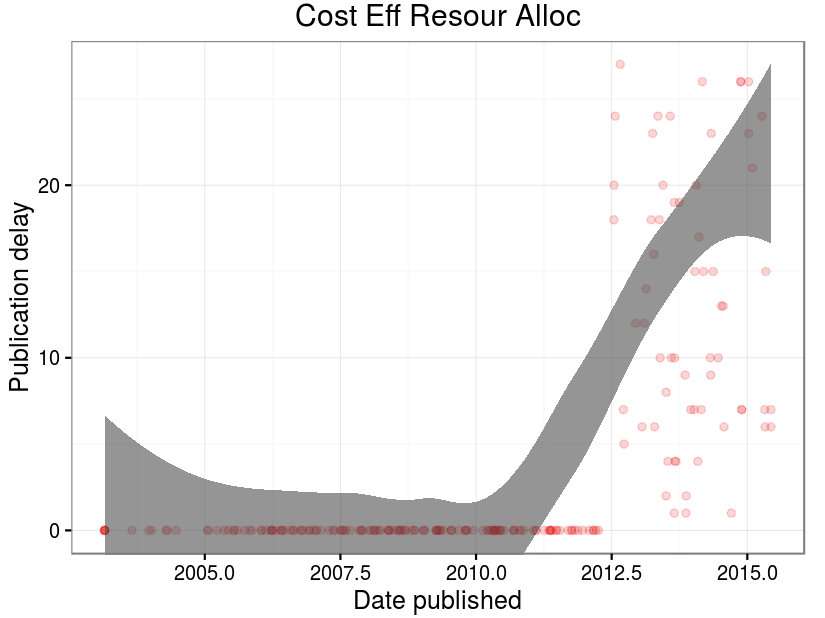 Cost Eff Resour Alloc
Publication delay
20
10
0
2005.0 2007.5 2010.0 2012.5 2015.0
Date published